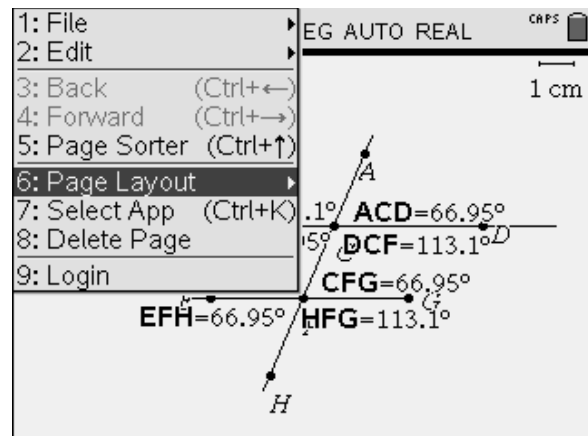 1: File
2: Edit
3: Back (Ctrl+←)
4: Forward (Ctrl+→)
5: Page Sorter (Ctrl+↑)
6: Page Layout
7: Select App (Ctrl+K)
8: Delete Page
9: Login
EG AUTO REAL
CAPS
1 cm
A
.1° ACD=66.95°
5° DCF=113.1° D
CFG=66.95°
G
EFH=66.95° HFG=113.1°
H